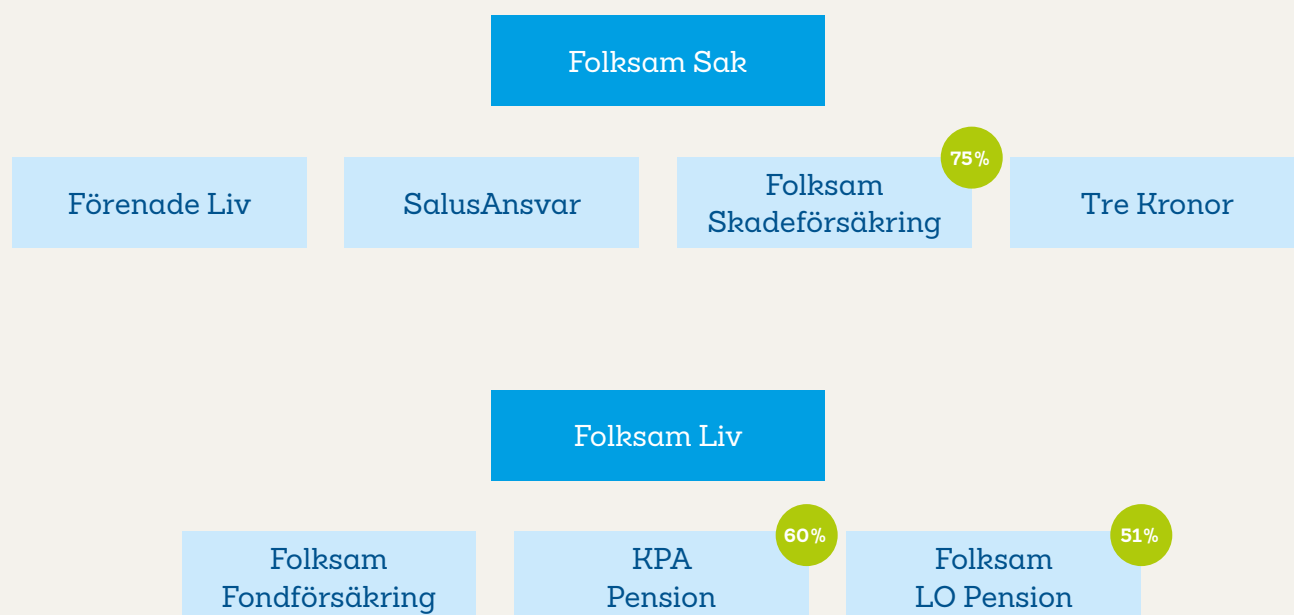 Folksam Sak
Förenade Liv
SalusAnsvar
Folksam
Skadeförsäkring
75%
Tre Kronor
Folksam Liv
Folksam
Fondförsäkring
KPA
Pension
60%
Folksam
LO Pension
51%